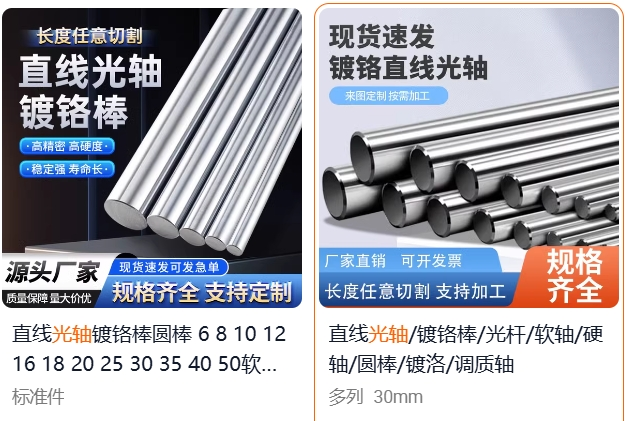 长度任意切割
直线光轴
镀铬棒
高精密 高硬度
稳定强 寿命长
源头厂家
质量保障 量大价优
现货速发可发急单
规格齐全 支持定制
直线光轴镀铬棒圆棒 6 8 10 12
16 18 20 25 30 35 40 50软...
标准件
现货速发
镀铬直线光轴
来图定制 按需加工
厂家直销 可开发票
长度任意切割 支持加工
规格
齐全
直线光轴/镀铬棒/光杆/软轴/硬
轴/圆棒/镀洛/调质轴
多列 30mm